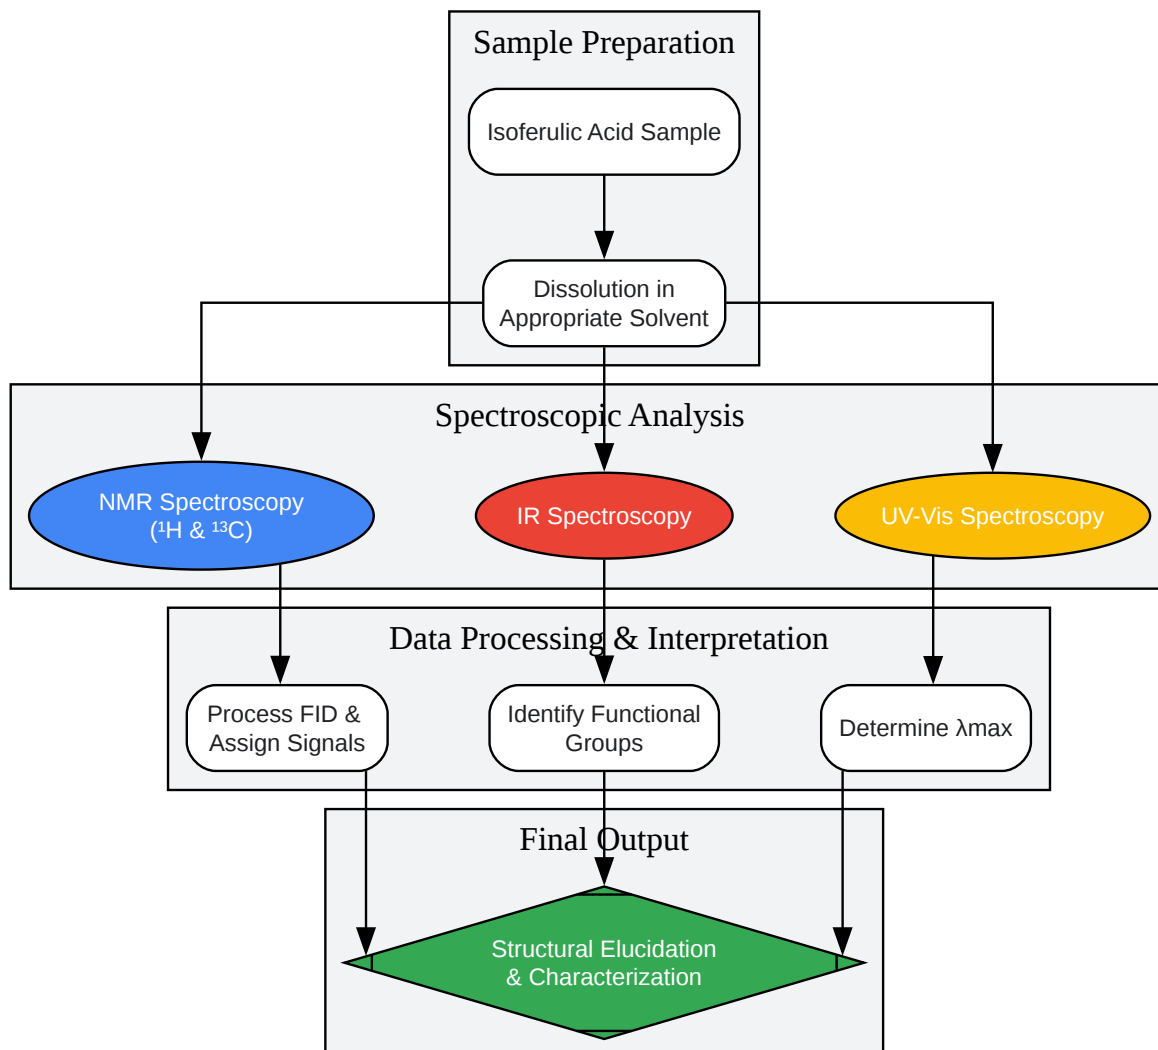 Sample Preparation
Isoferulic Acid Sample
Dissolution in
Appropriate Solvent
Spectroscopic Analysis
NMR Spectroscopy
(¹H & ¹³C)
IR Spectroscopy
UV-Vis Spectroscopy
Data Processing & Interpretation
Process FID &
Assign Signals
Identify Functional
Groups
Determine λmax
Final Output
Structural Elucidation
& Characterization